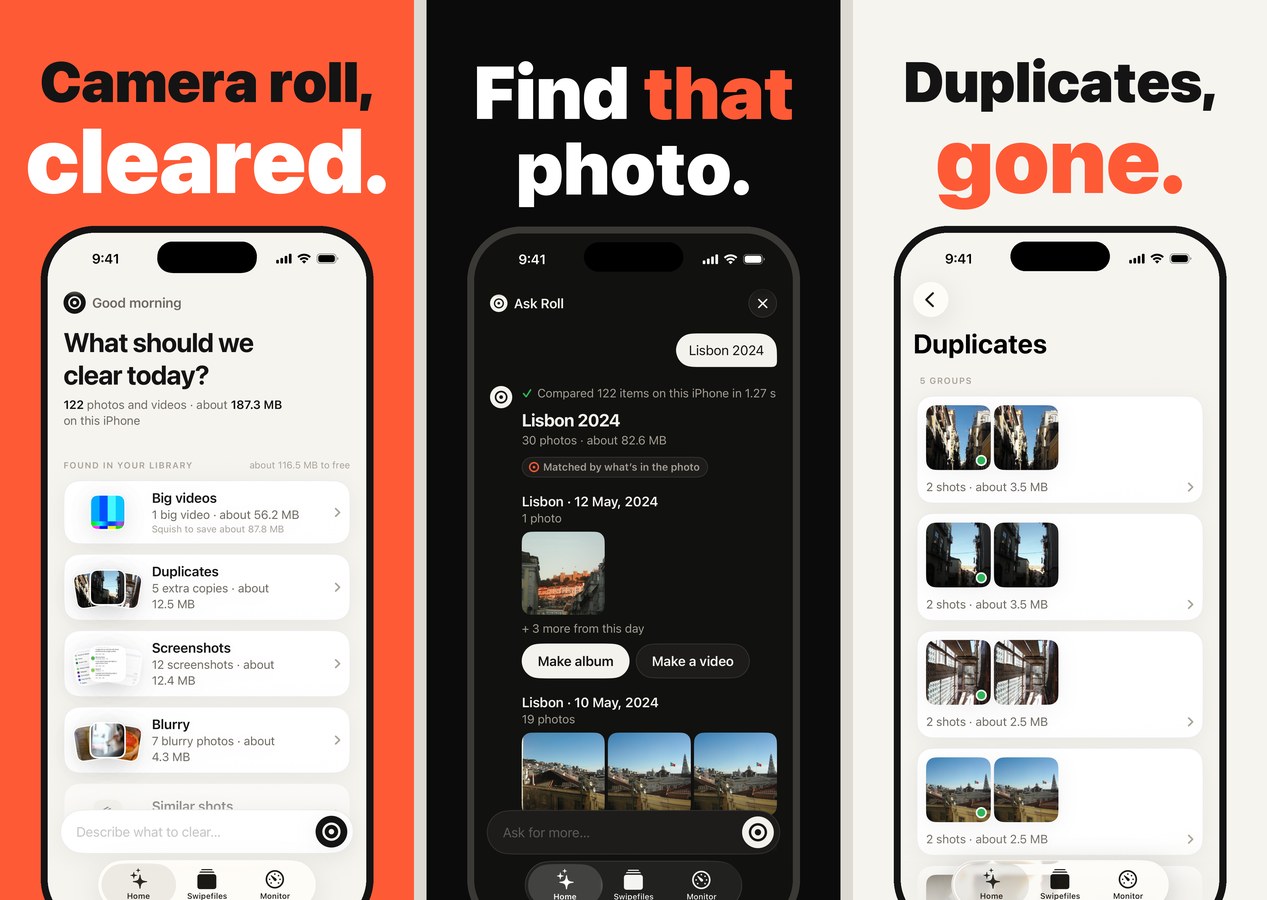 Camera roll,
cleared.
9:41
Good morning
What should we
clear today?
122 photos and videos · about 187.3 MB
on this iPhone
FOUND IN YOUR LIBRARY
about 116.5 MB to free
Big videos
1 big video · about 56.2 MB
Squish to save about 87.8 MB
Duplicates
5 extra copies · about
12.5 MB
Screenshots
12 screenshots · about
12.4 MB
Blurry
7 blurry photos · about
4.3 MB
Similar shots
Describe what to clear...
Home
Swipefiles
Monitor
Find that
photo.
9:41
Ask Roll
Lisbon 2024
Compared 122 items on this iPhone in 1.27 s
Lisbon 2024
30 photos · about 82.6 MB
Matched by what's in the photo
Lisbon · 12 May, 2024
1 photo
+ 3 more from this day
Make album
Make a video
Lisbon · 10 May, 2024
19 photos
Ask for more...
Home
Swipefiles
Monitor
Duplicates,
gone.
9:41
Duplicates
5 GROUPS
2 shots · about 3.5 MB
2 shots · about 3.5 MB
2 shots · about 2.5 MB
2 shots · about 2.5 MB
Home
Swipefiles
Monitor